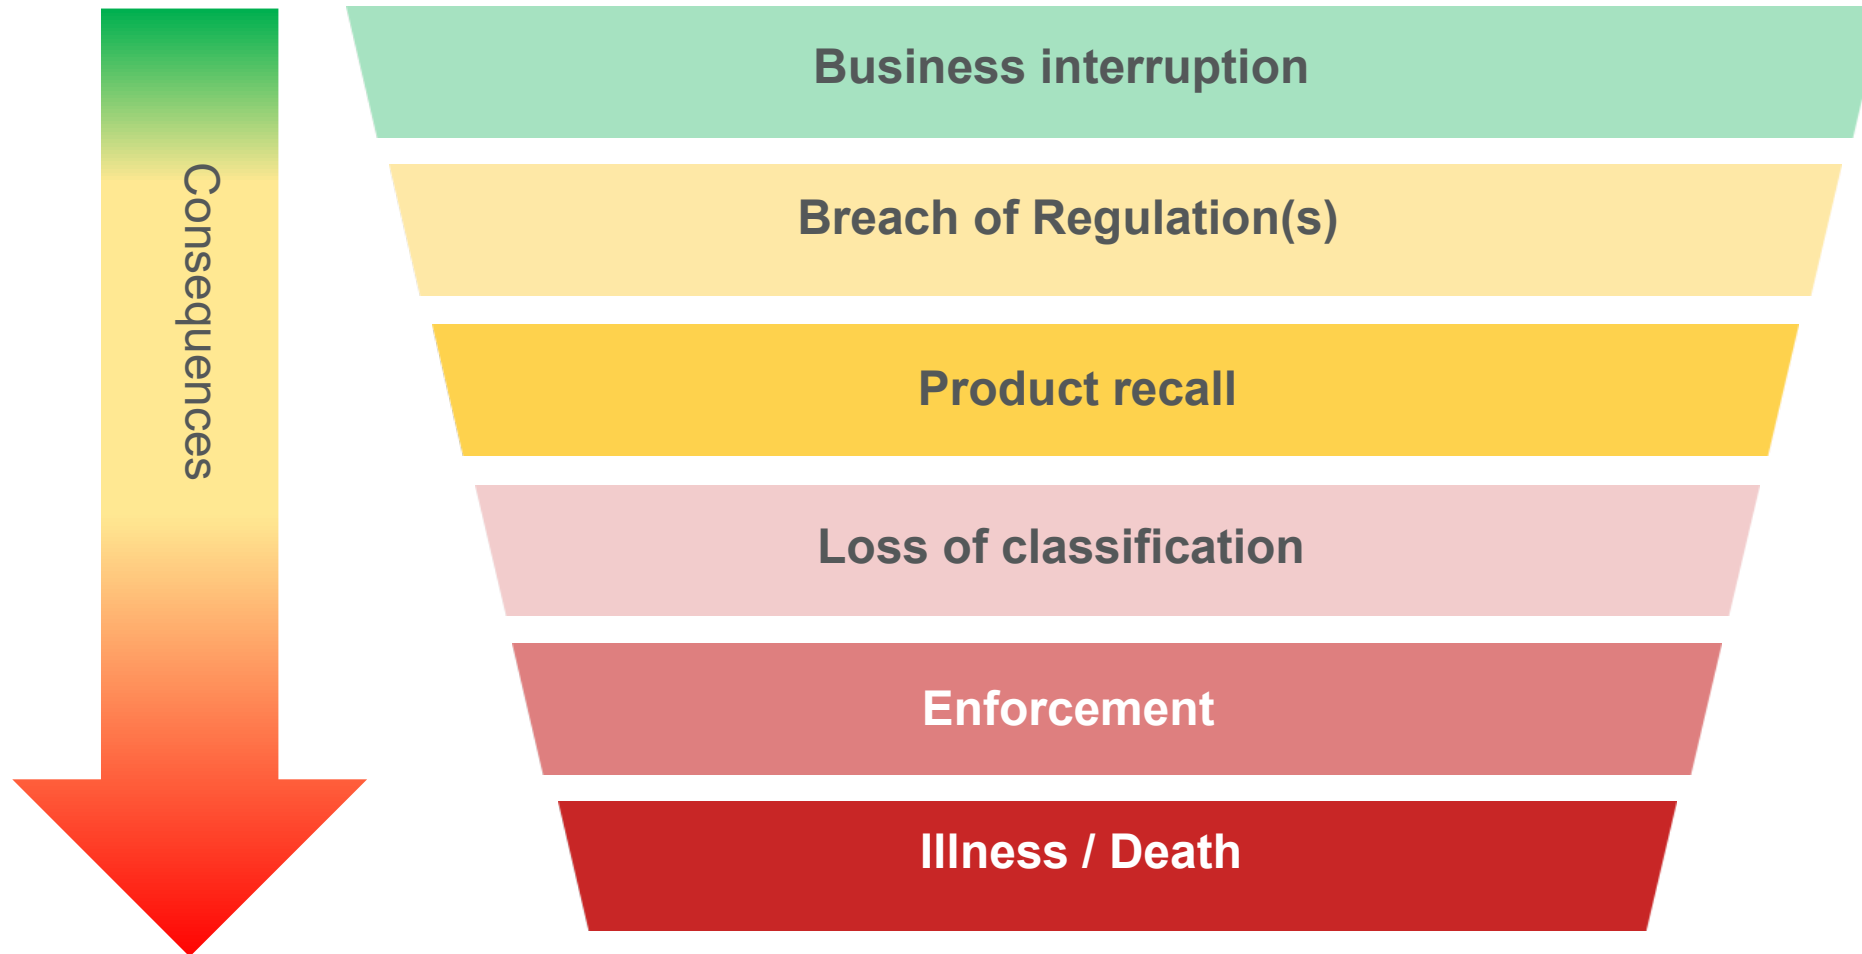 Consequences
Business interruption
Breach of Regulation(s)
Product recall
Loss of classification
Enforcement
Illness / Death